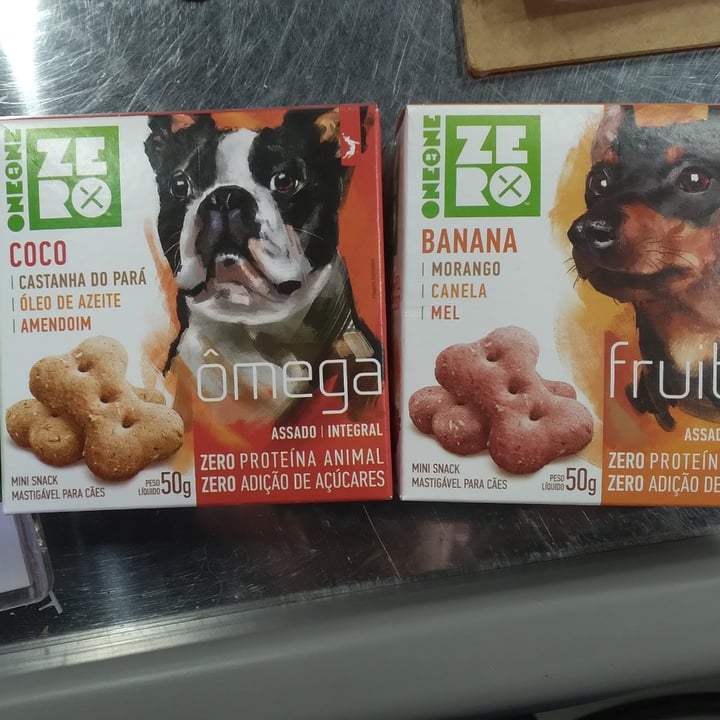 ONEONE
ZE
RO
COCO
| CASTANHA DO PARÁ
| ÓLEO DE AZEITE
| AMENDOIM
ômega
ASSADO | INTEGRAL
ZERO PROTEÍNA ANIMAL
ZERO ADIÇÃO DE AÇÚCARES
MINI SNACK
MASTIGÁVEL PARA CÃES
PESO
LÍQUIDO 50g
ONEONE
ZE
RO
BANANA
| MORANGO
| CANELA
| MEL
fruit
ASSAD
ZERO PROTEÍN
ZERO ADIÇÃO DE
MINI SNACK
MASTIGÁVEL PARA CÃES
PESO
LÍQUIDO 50g